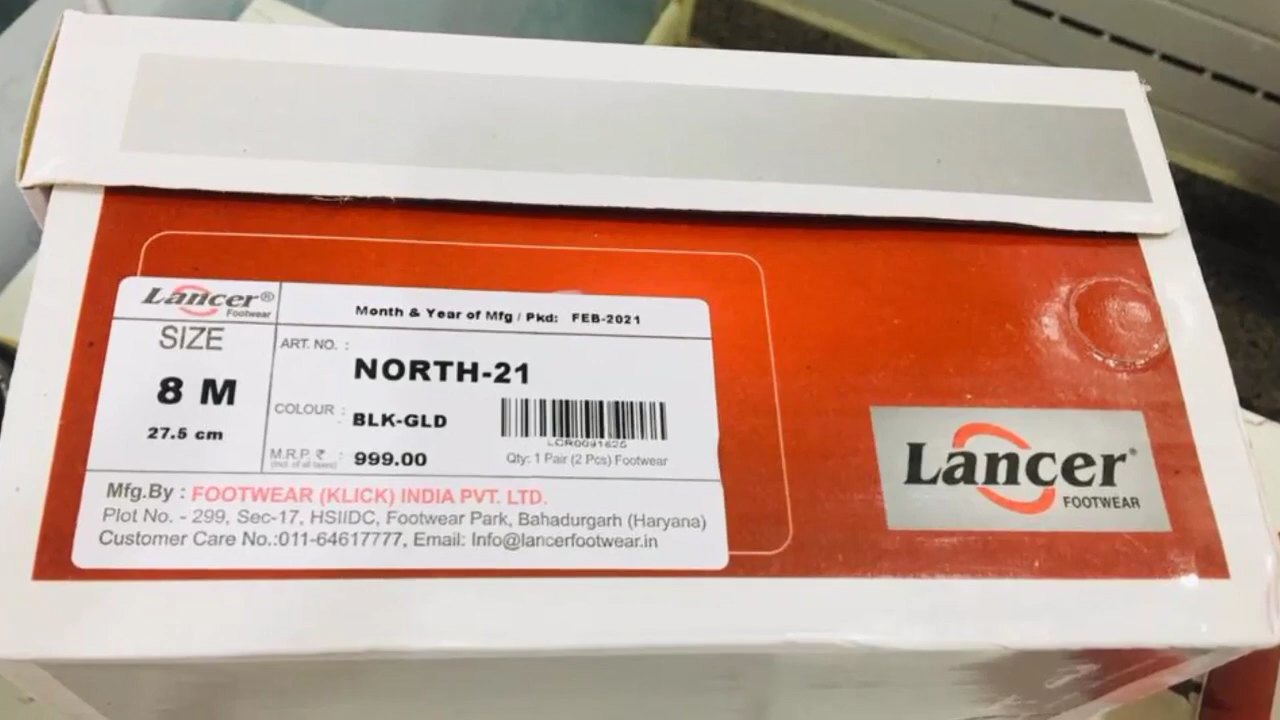 Lancer®
Footwear
Month & Year of Mfg / Pkd: FEB-2021
SIZE
8 M
27.5 cm
ART. NO. :
NORTH-21
COLOUR :
BLK-GLD
M.R.P. ₹ :
(Incl. of all taxes)
999.00
Qty: 1 Pair (2 Pcs) Footwear
Mfg.By : FOOTWEAR (KLICK) INDIA PVT. LTD.
Plot No. - 299, Sec-17, HSIIDC, Footwear Park, Bahadurgarh (Haryana)
Customer Care No.:011-64617777, Email: Info@lancerfootwear.in
Lancer®
FOOTWEAR